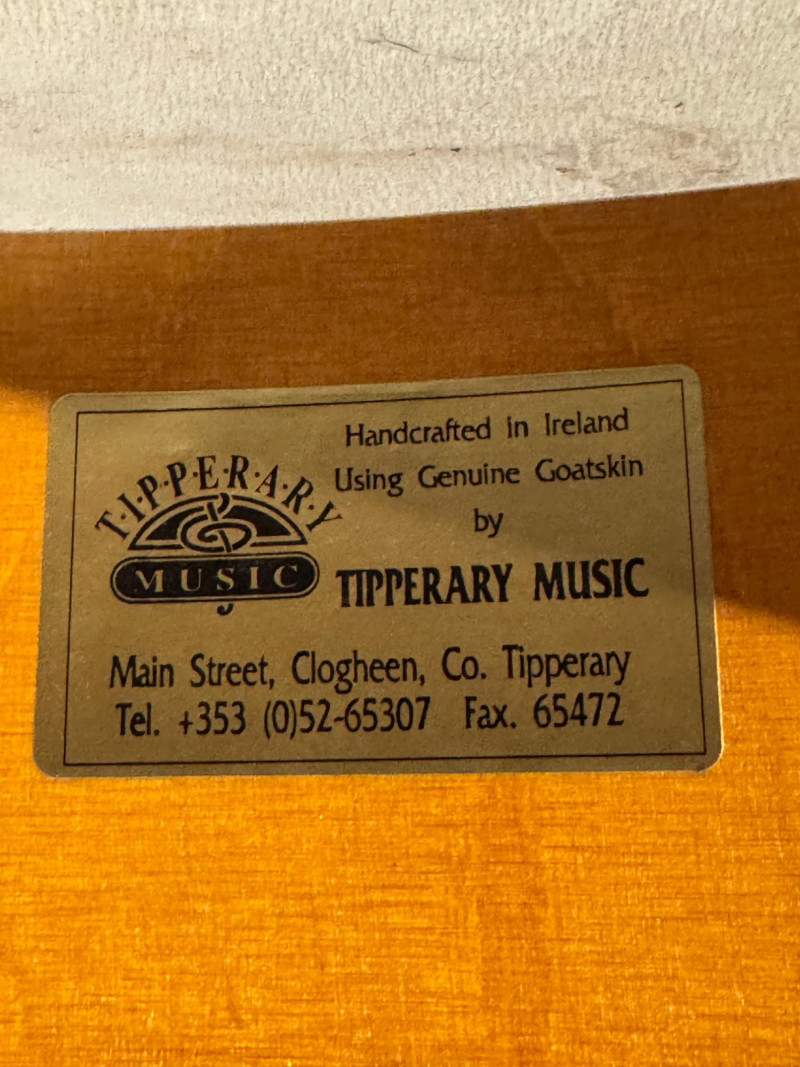 Handcrafted in Ireland
Using Genuine Goatskin
by
T·I·P·P·E·R·A·R·Y
MUSIC
TIPPERARY MUSIC
Main Street, Clogheen, Co. Tipperary
Tel. +353 (0)52-65307 Fax. 65472